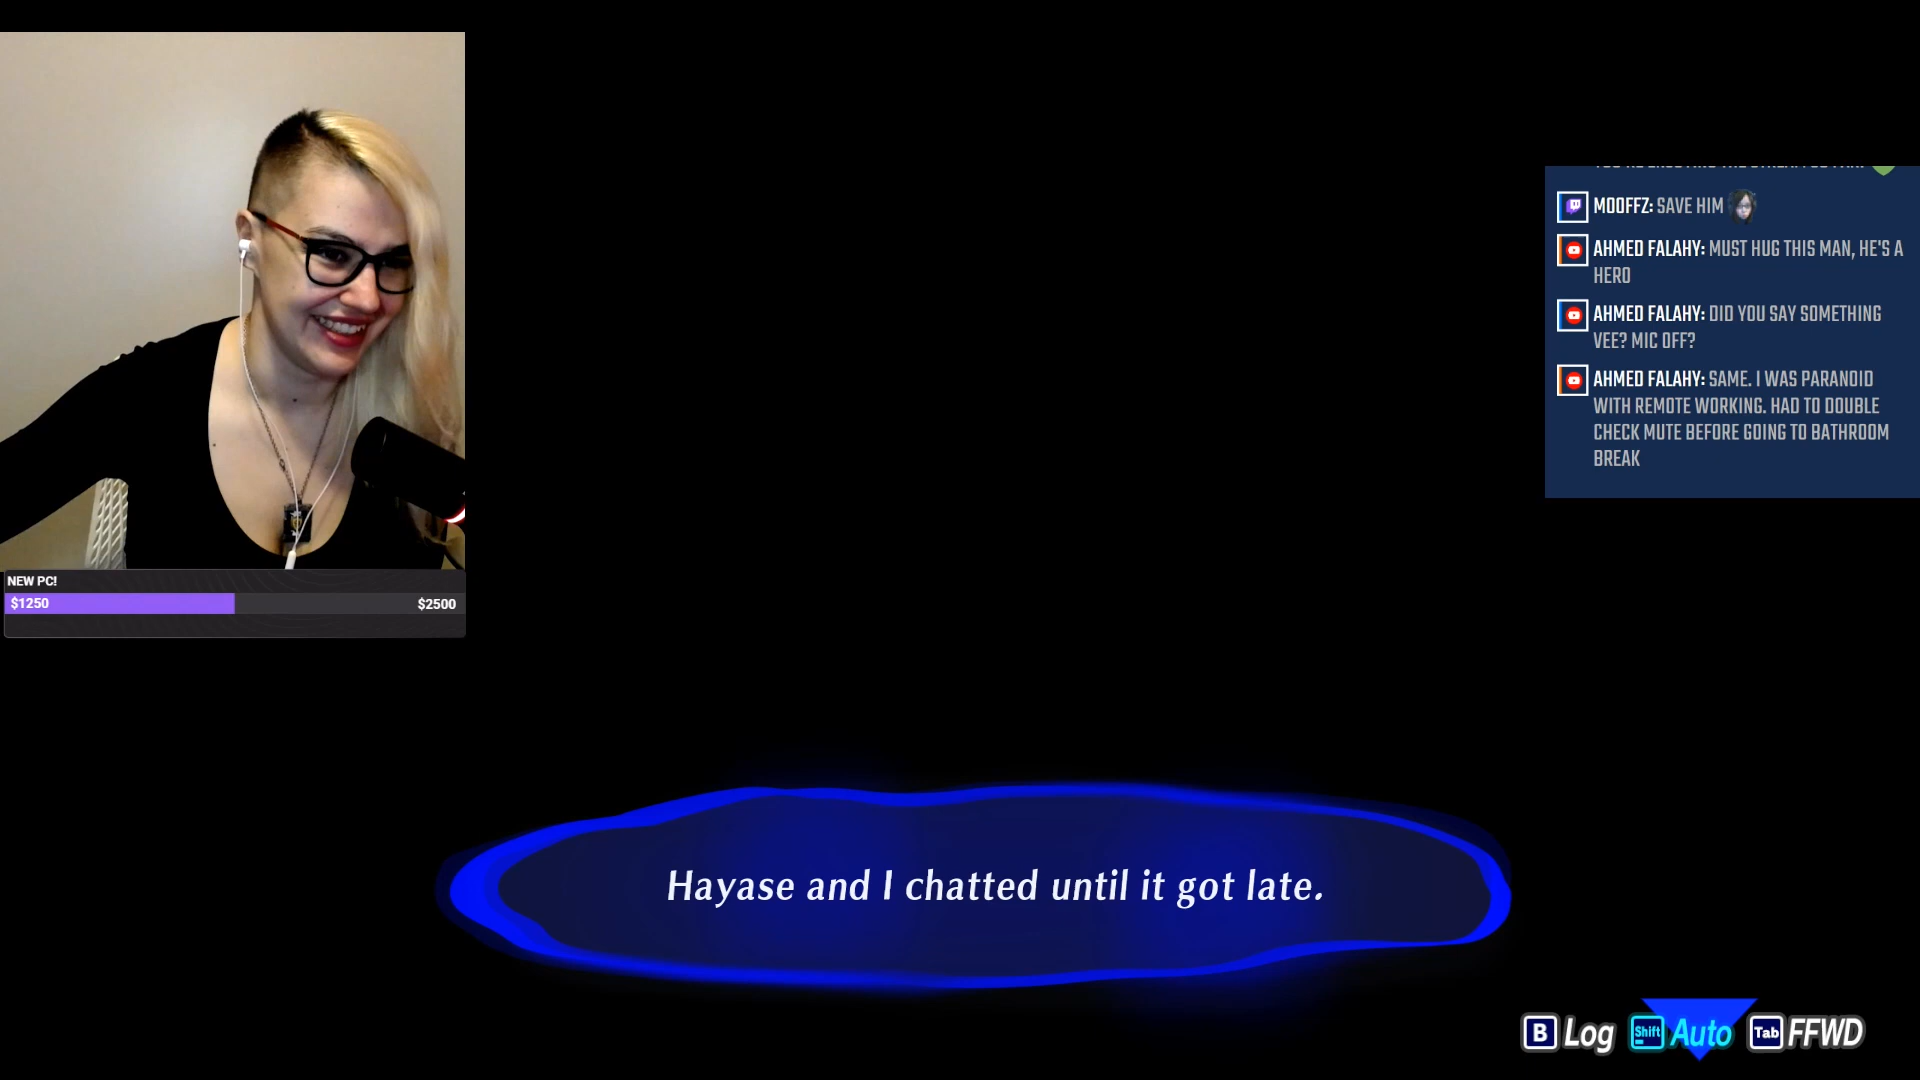 MOOFFZ: SAVE HIM
AHMED FALAHY: MUST HUG THIS MAN, HE'S A
HERO
AHMED FALAHY: DID YOU SAY SOMETHING
VEE? MIC OFF?
AHMED FALAHY: SAME. I WAS PARANOID
WITH REMOTE WORKING. HAD TO DOUBLE
CHECK MUTE BEFORE GOING TO BATHROOM
BREAK
NEW PC!
$1250 $2500
Hayase and I chatted until it got late.
B Log Shift Auto Tab FFWD